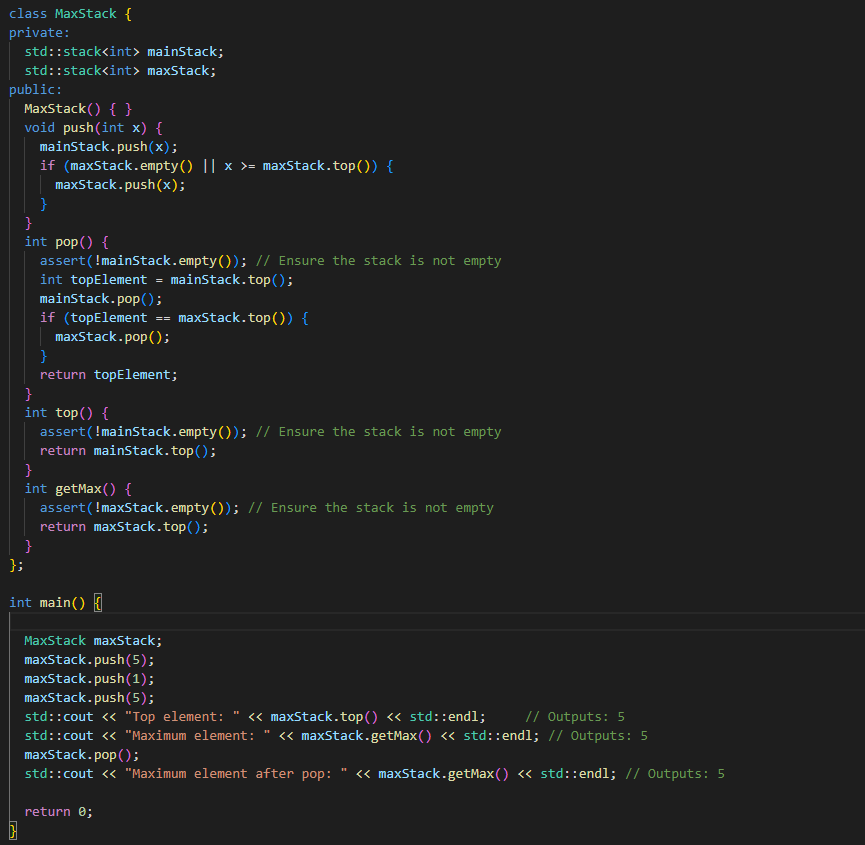 class MaxStack {
private:
  std::stack<int> mainStack;
  std::stack<int> maxStack;
public:
  MaxStack() { }
  void push(int x) {
    mainStack.push(x);
    if (maxStack.empty() || x >= maxStack.top()) {
      maxStack.push(x);
    }
  }
  int pop() {
    assert(!mainStack.empty()); // Ensure the stack is not empty
    int topElement = mainStack.top();
    mainStack.pop();
    if (topElement == maxStack.top()) {
      maxStack.pop();
    }
    return topElement;
  }
  int top() {
    assert(!mainStack.empty()); // Ensure the stack is not empty
    return mainStack.top();
  }
  int getMax() {
    assert(!maxStack.empty()); // Ensure the stack is not empty
    return maxStack.top();
  }
};

int main() {

  MaxStack maxStack;
  maxStack.push(5);
  maxStack.push(1);
  maxStack.push(5);
  std::cout << "Top element: " << maxStack.top() << std::endl;     // Outputs: 5
  std::cout << "Maximum element: " << maxStack.getMax() << std::endl; // Outputs: 5
  maxStack.pop();
  std::cout << "Maximum element after pop: " << maxStack.getMax() << std::endl; // Outputs: 5

  return 0;
}